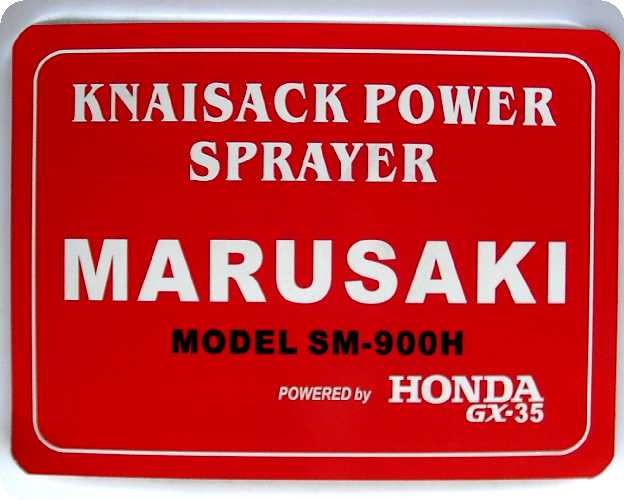 KNAISACK POWER
SPRAYER
MARUSAKI
MODEL SM-900H
POWERED by HONDA
GX-35